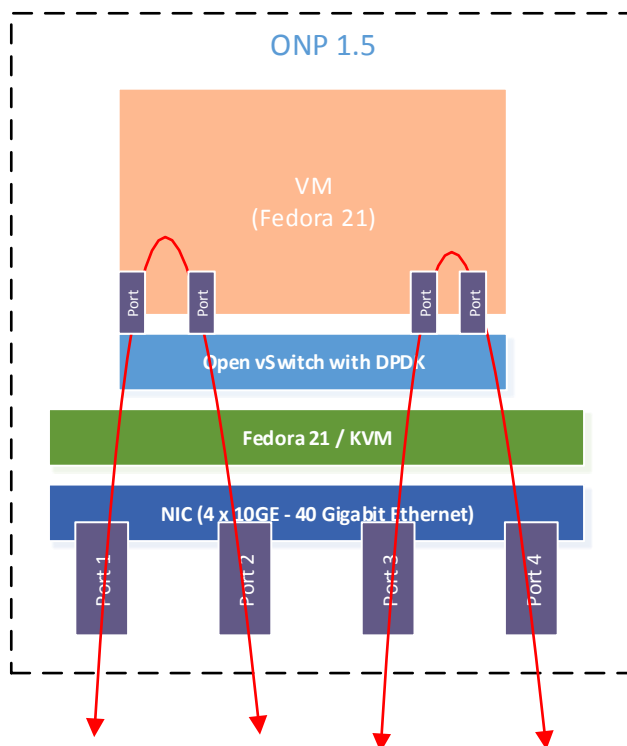 ONP 1.5
VM
(Fedora 21)
Port
Port
Port
Port
Open vSwitch with DPDK
Fedora 21 / KVM
NIC (4 x 10GE - 40 Gigabit Ethernet)
Port 1
Port 2
Port 3
Port 4